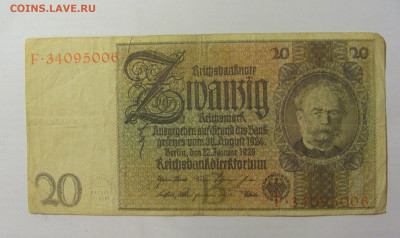 COINS.LAVE.RU
F·34095006
20
20
Reichsbanknote
Zwanzig
Reichsmark
Ausgegeben auf Grund des Bank
gesetzes vom 30. August 1924
Berlin, den 22. Januar 1929
Reichsbankdirektorium
20
F·34095006